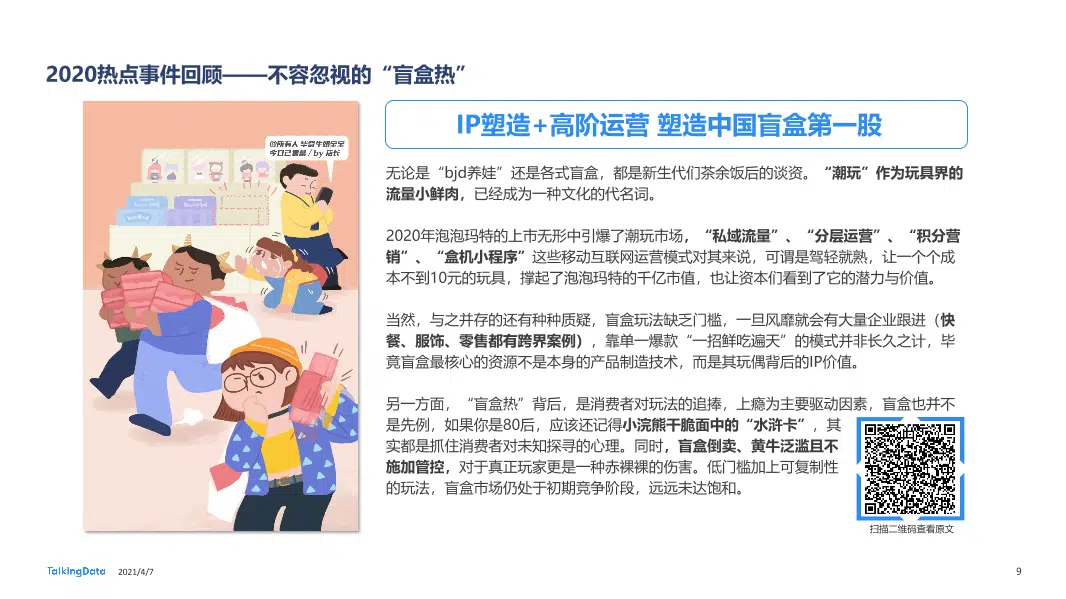 2020热点事件回顾——不容忽视的“盲盒热”
@所有人 毕昆牛姐宝宝
今日已售罄 / by 店长
IP塑造+高阶运营 塑造中国盲盒第一股
无论是“bjd养娃”还是各式盲盒，都是新生代们茶余饭后的谈资。“潮玩”作为玩具界的
流量小鲜肉，已经成为一种文化的代名词。
2020年泡泡玛特的上市无形中引爆了潮玩市场，“私域流量”、“分层运营”、“积分营
销”、“盒机小程序”这些移动互联网运营模式对其来说，可谓是驾轻就熟，让一个个成
本不到10元的玩具，撑起了泡泡玛特的千亿市值，也让资本们看到了它的潜力与价值。
当然，与之并存的还有种种质疑，盲盒玩法缺乏门槛，一旦风靡就会有大量企业跟进（快
餐、服饰、零售都有跨界案例），靠单一爆款“一招鲜吃遍天”的模式并非长久之计，毕
竟盲盒最核心的资源不是本身的产品制造技术，而是其玩偶背后的IP价值。
另一方面，“盲盒热”背后，是消费者对玩法的追捧，上瘾为主要驱动因素，盲盒也并不
是先例，如果你是80后，应该还记得小浣熊干脆面中的“水浒卡”，其
实都是抓住消费者对未知探寻的心理。同时，盲盒倒卖、黄牛泛滥且不
施加管控，对于真正玩家更是一种赤裸裸的伤害。低门槛加上可复制性
的玩法，盲盒市场仍处于初期竞争阶段，远远未达饱和。
扫描二维码查看原文
TalkingData 2021/4/7
9